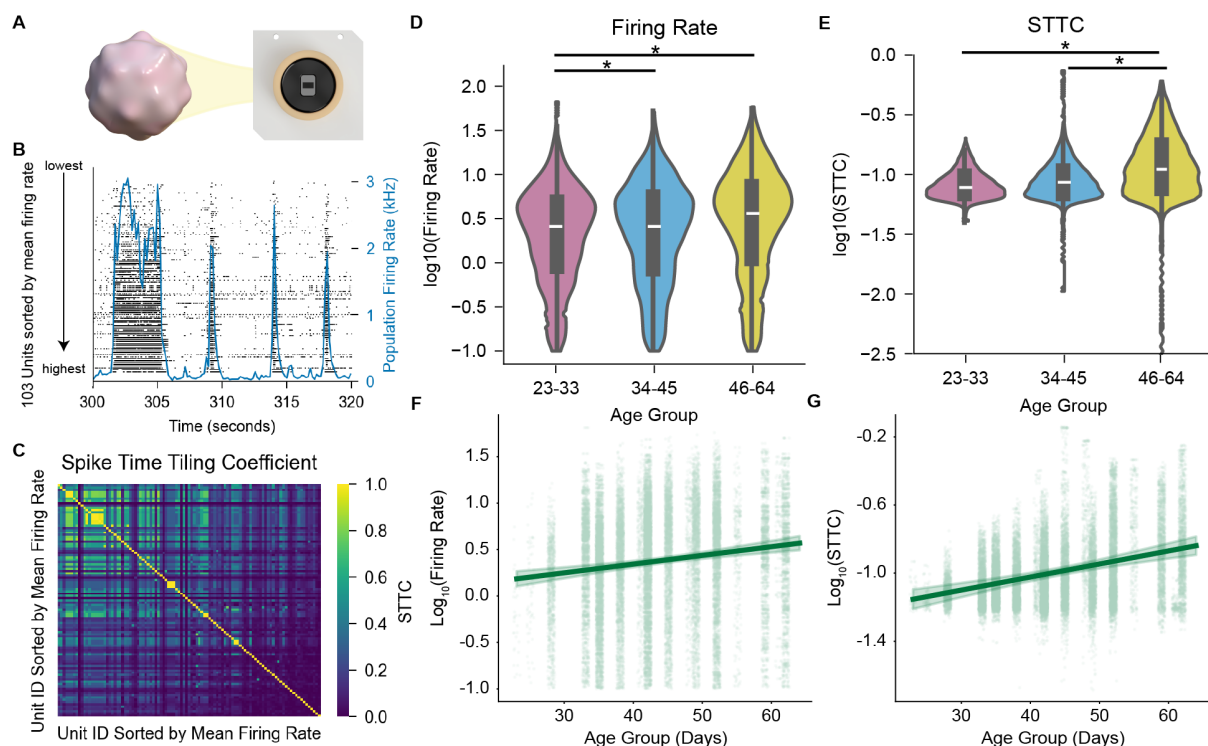 A
B
lowest
highest
103 Units sorted by mean firing rate
3
2
1
0
Population Firing Rate (kHz)
300
305
310
315
320
Time (seconds)
C
Spike Time Tiling Coefficient
Unit ID Sorted by Mean Firing Rate
Unit ID Sorted by Mean Firing Rate
1.0
0.8
0.6
0.4
0.2
0.0
STTC
D
Firing Rate
*
*
log10(Firing Rate)
2.0
1.5
1.0
0.5
0.0
−0.5
−1.0
23-33
34-45
46-64
Age Group
E
STTC
*
*
log10(STTC)
0.0
−0.5
−1.0
−1.5
−2.0
−2.5
23-33
34-45
46-64
Age Group
F
Log10(Firing Rate)
1.5
1.0
0.5
0.0
-0.5
-1.0
30
40
50
60
Age Group (Days)
G
Log10(STTC)
-0.2
-0.6
-1.0
-1.4
30
40
50
60
Age Group (Days)